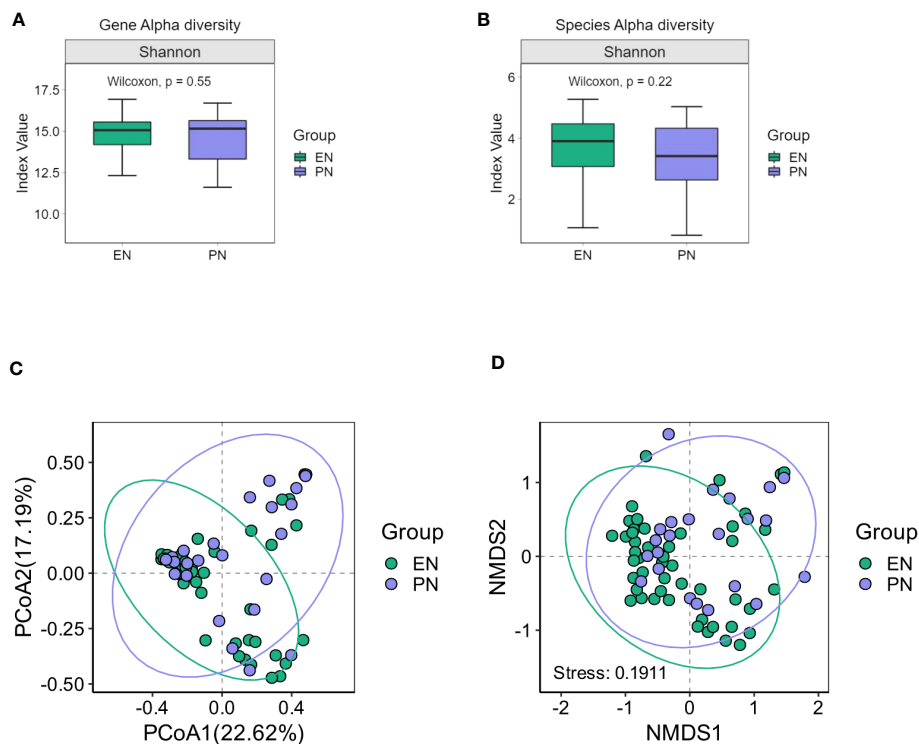 A
Gene Alpha diversity
Shannon
Wilcoxon, p = 0.55
17.5
15.0
12.5
10.0
Index Value
EN
PN
Group
EN
PN
B
Species Alpha diversity
Shannon
Wilcoxon, p = 0.22
6
4
2
Index Value
EN
PN
Group
EN
PN
C
0.50
0.25
0.00
-0.25
-0.50
PCoA2(17.19%)
-0.4
0.0
0.4
PCoA1(22.62%)
Group
EN
PN
D
1
0
-1
NMDS2
Stress: 0.1911
-2
-1
0
1
2
NMDS1
Group
EN
PN